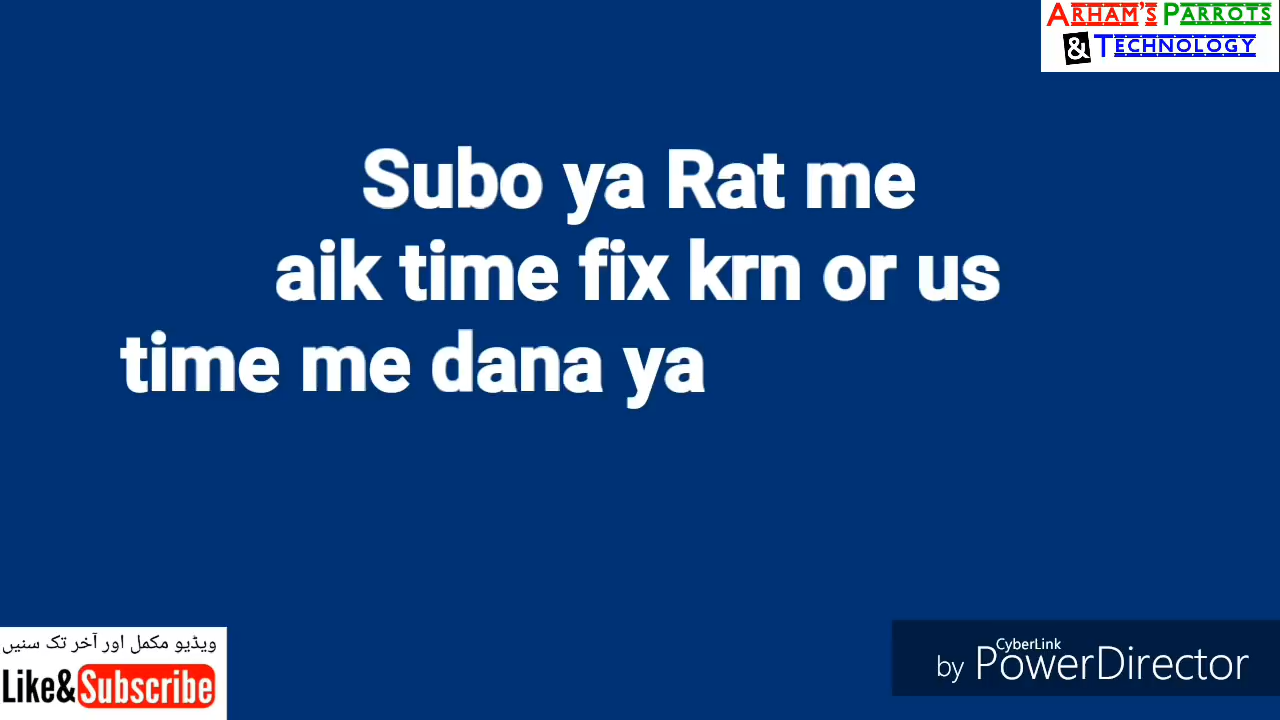 ARHAM'S PARROTS
& TECHNOLOGY
Subo ya Rat me
aik time fix krn or us
time me dana ya
ویڈیو مکمل اور آخر تک سنیں
Like& Subscribe
CyberLink
by PowerDirector